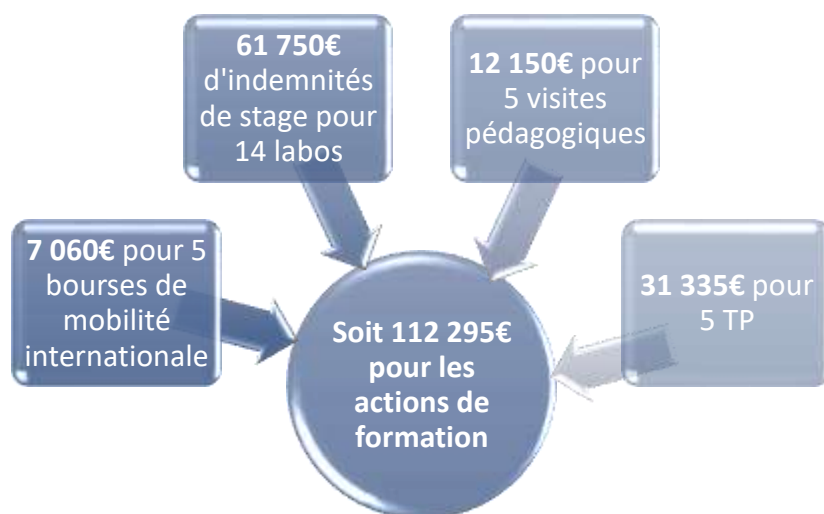 61 750€
d'indemnités
de stage pour
14 labos
12 150€ pour
5 visites
pédagogiques
7 060€ pour 5
bourses de
mobilité
internationale
31 335€ pour
5 TP
Soit 112 295€
pour les
actions de
formation